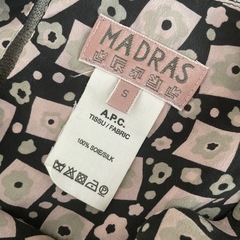 MADRAS
S
A.P.C.
TISSU / FABRIC
100% SOIE/SILK